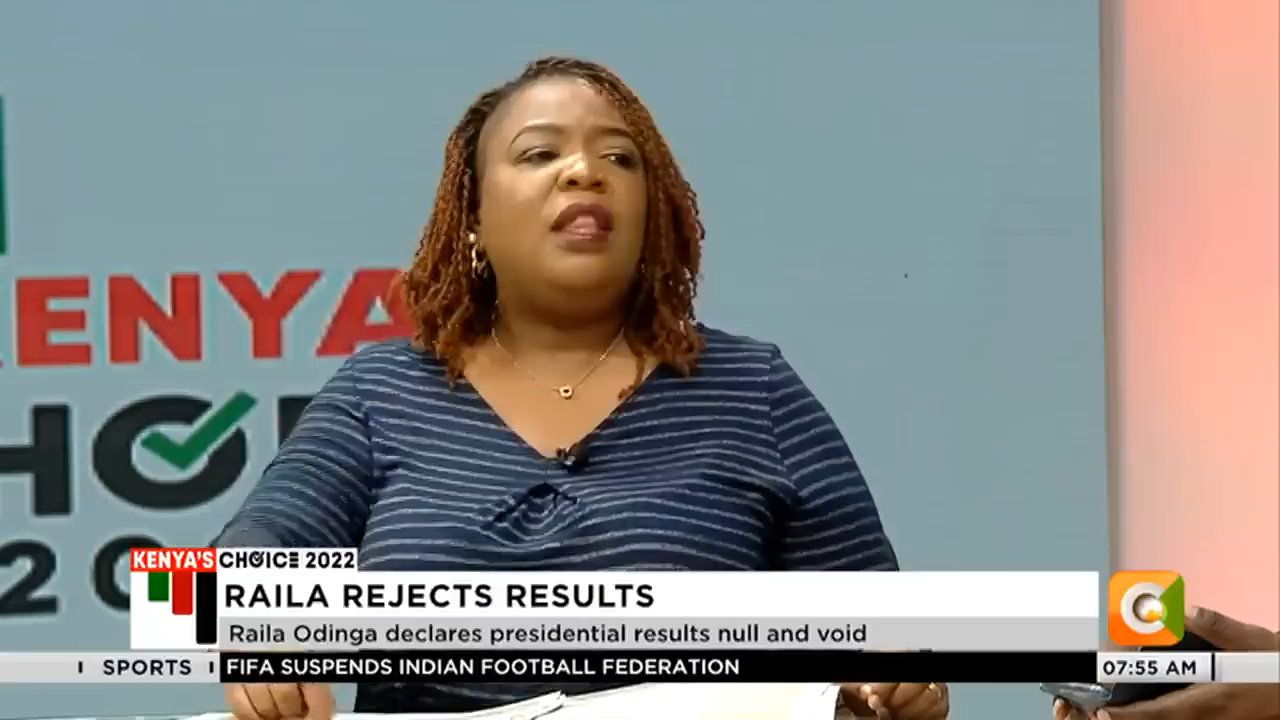 KENYA
CHOI
20
KENYA'S CHOICE 2022
RAILA REJECTS RESULTS
Raila Odinga declares presidential results null and void
SPORTS
FIFA SUSPENDS INDIAN FOOTBALL FEDERATION
07:55 AM